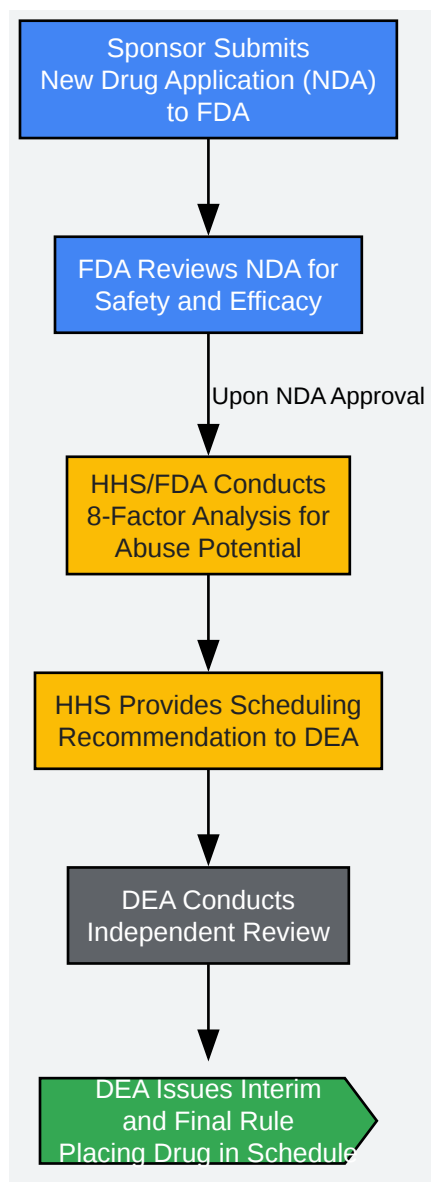 Sponsor Submits
New Drug Application (NDA)
to FDA
FDA Reviews NDA for
Safety and Efficacy
Upon NDA Approval
HHS/FDA Conducts
8-Factor Analysis for
Abuse Potential
HHS Provides Scheduling
Recommendation to DEA
DEA Conducts
Independent Review
DEA Issues Interim
and Final Rule
Placing Drug in Schedule